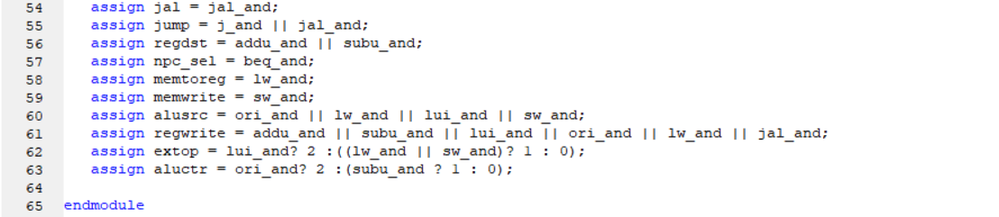 54 assign jal = jal_and;
55 assign jump = j_and || jal_and;
56 assign regdst = addu_and || subu_and;
57 assign npc_sel = beq_and;
58 assign memtoreg = lw_and;
59 assign memwrite = sw_and;
60 assign alusrc = ori_and || lw_and || lui_and || sw_and;
61 assign regwrite = addu_and || subu_and || lui_and || ori_and || lw_and || jal_and;
62 assign extop = lui_and? 2 :((lw_and || sw_and)? 1 : 0);
63 assign aluctr = ori_and? 2 :(subu_and ? 1 : 0);
64
65 endmodule